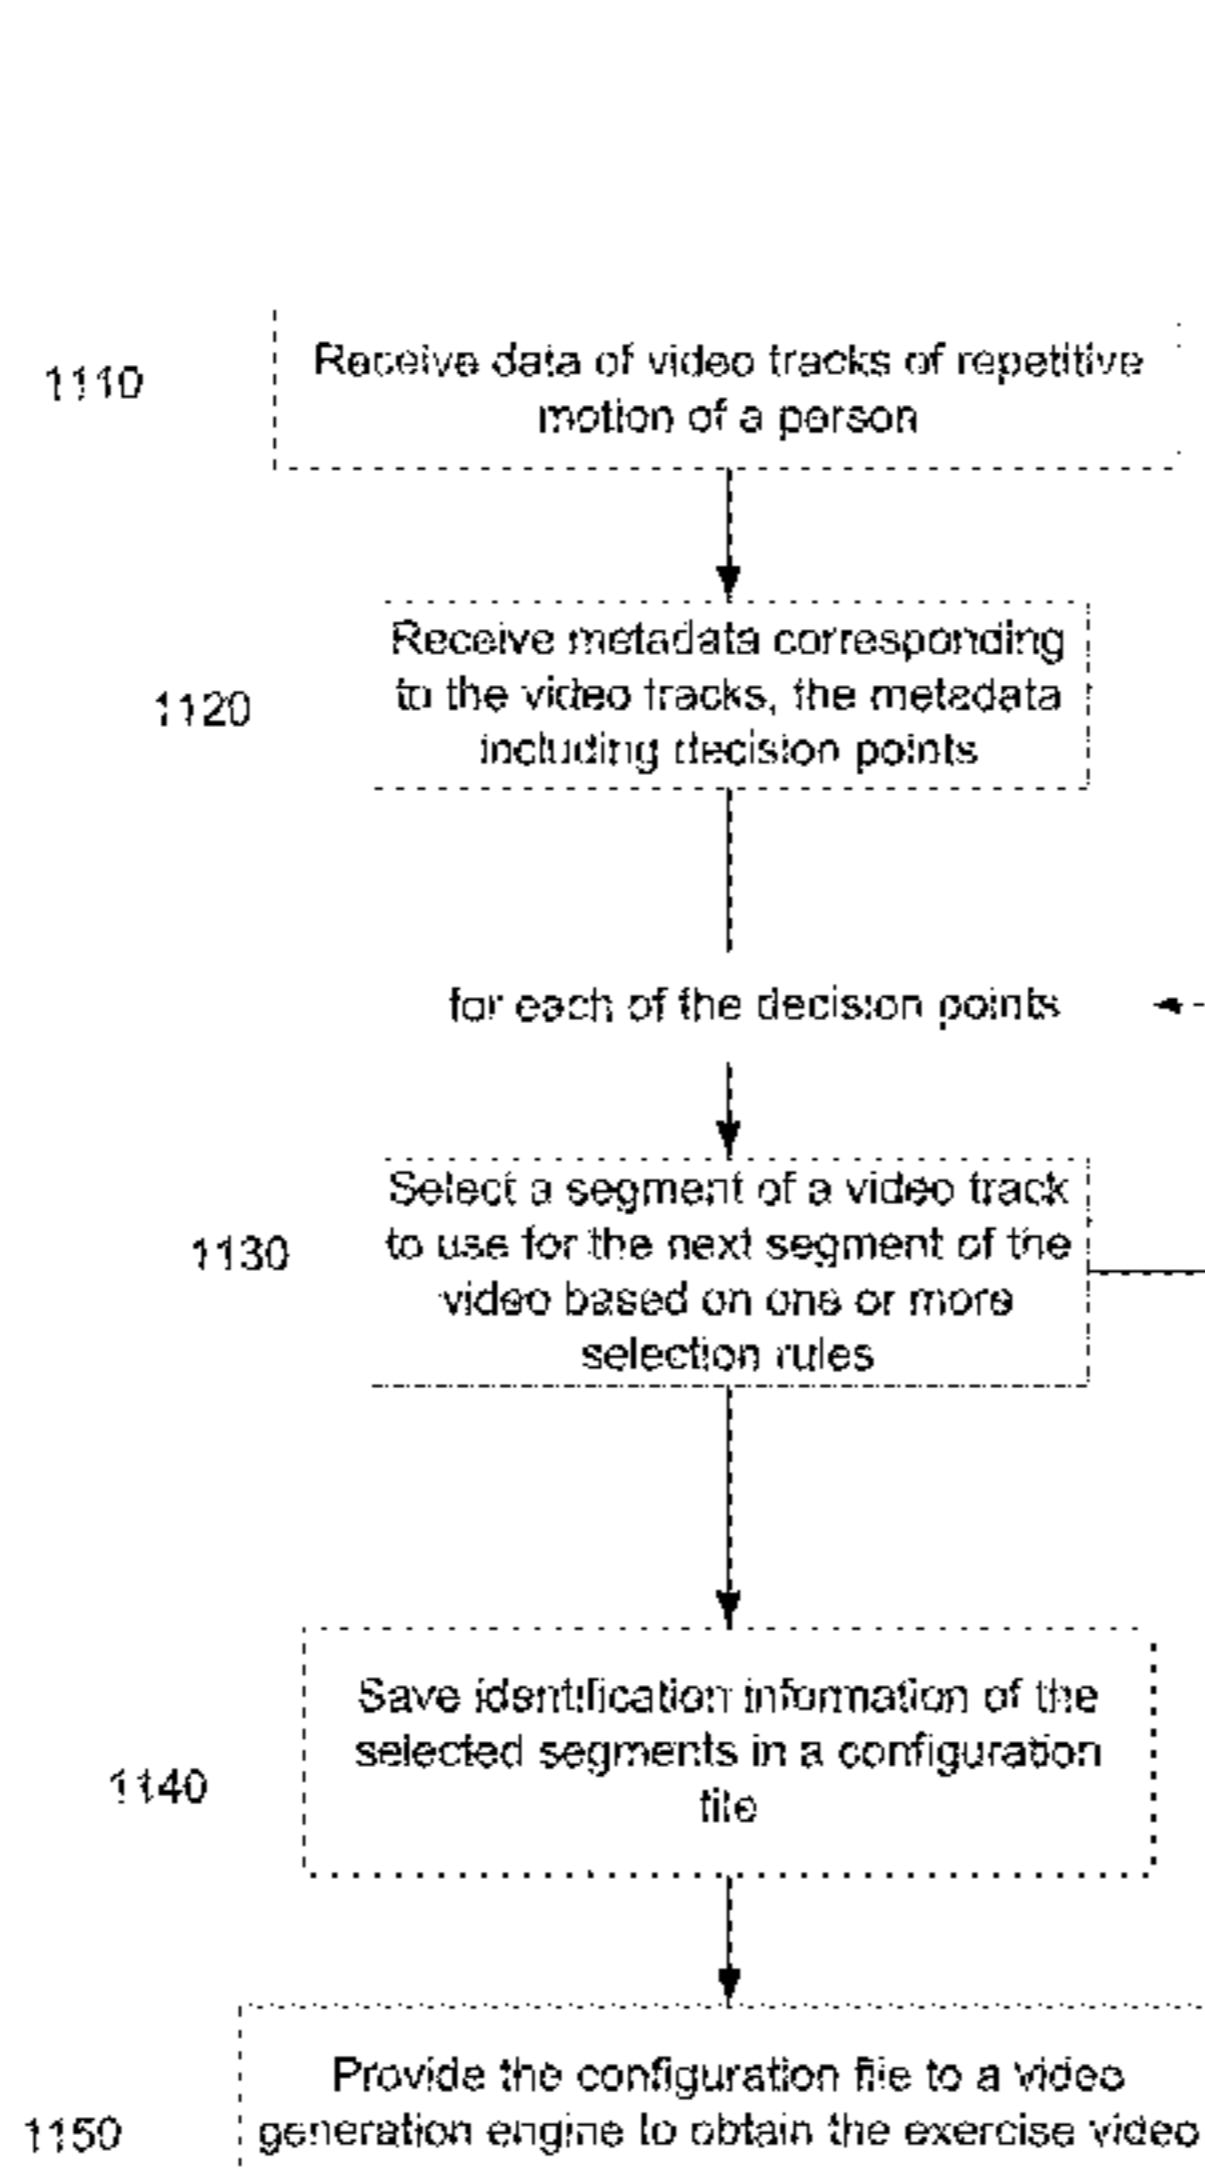 1110
Receive data of video tracks of repetitive
motion of a person
1120
Receive metadata corresponding
to the video tracks, the metadata
including decision points
for each of the decision points
1130
Select a segment of a video track
to use for the next segment of the
video based on one or more
selection rules
1140
Save identification information of the
selected segments in a configuration
file
1150
Provide the configuration file to a video
generation engine to obtain the exercise video